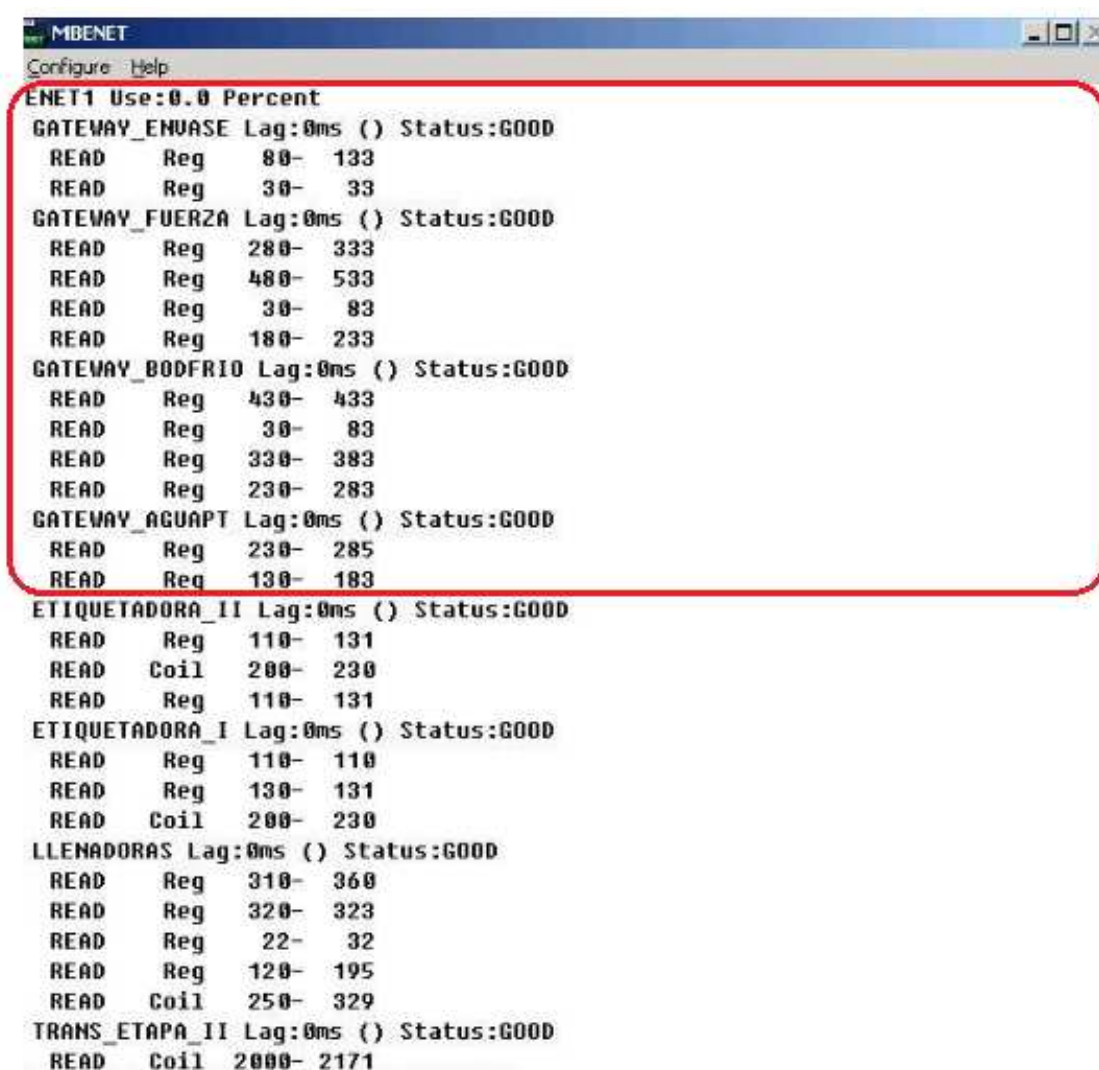 MBENET
Configure Help
ENET1 Use:0.0 Percent
GATEWAY_ENVASE Lag:0ms () Status:GOOD
READ Reg 80- 133
READ Reg 30- 33
GATEWAY_FUERZA Lag:0ms () Status:GOOD
READ Reg 280- 333
READ Reg 480- 533
READ Reg 30- 83
READ Reg 180- 233
GATEWAY_BODFRIO Lag:0ms () Status:GOOD
READ Reg 430- 433
READ Reg 30- 83
READ Reg 330- 383
READ Reg 230- 283
GATEWAY_AGUAPT Lag:0ms () Status:GOOD
READ Reg 230- 285
READ Reg 130- 183
ETIQUETADORA_II Lag:0ms () Status:GOOD
READ Reg 110- 131
READ Coil 200- 230
READ Reg 110- 131
ETIQUETADORA_I Lag:0ms () Status:GOOD
READ Reg 110- 110
READ Reg 130- 131
READ Coil 200- 230
LLENADORAS Lag:0ms () Status:GOOD
READ Reg 310- 360
READ Reg 320- 323
READ Reg 22- 32
READ Reg 120- 195
READ Coil 250- 329
TRANS_ETAPA_II Lag:0ms () Status:GOOD
READ Coil 2000- 2171